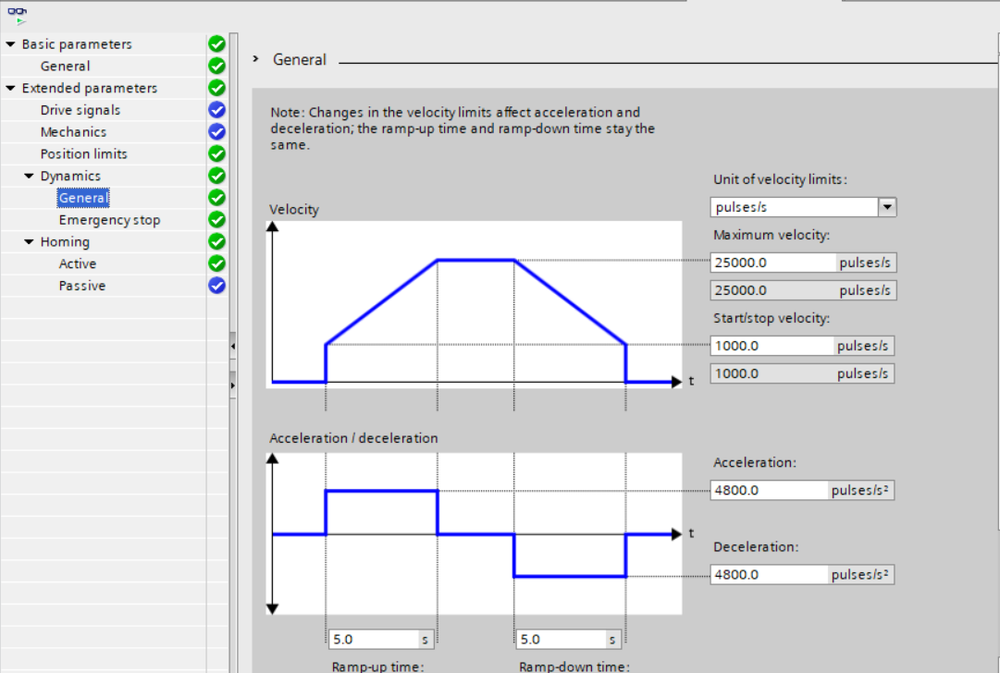 Basic parameters
General
Extended parameters
Drive signals
Mechanics
Position limits
Dynamics
General
Emergency stop
Homing
Active
Passive
General
Note: Changes in the velocity limits affect acceleration and
deceleration; the ramp-up time and ramp-down time stay the
same.
Unit of velocity limits:
pulses/s
Velocity
Maximum velocity:
25000.0 pulses/s
25000.0 pulses/s
Start/stop velocity:
1000.0 pulses/s
1000.0 pulses/s
t
Acceleration / deceleration
Acceleration:
4800.0 pulses/s²
t
Deceleration:
4800.0 pulses/s²
5.0 s 5.0 s
Ramp-up time: Ramp-down time: